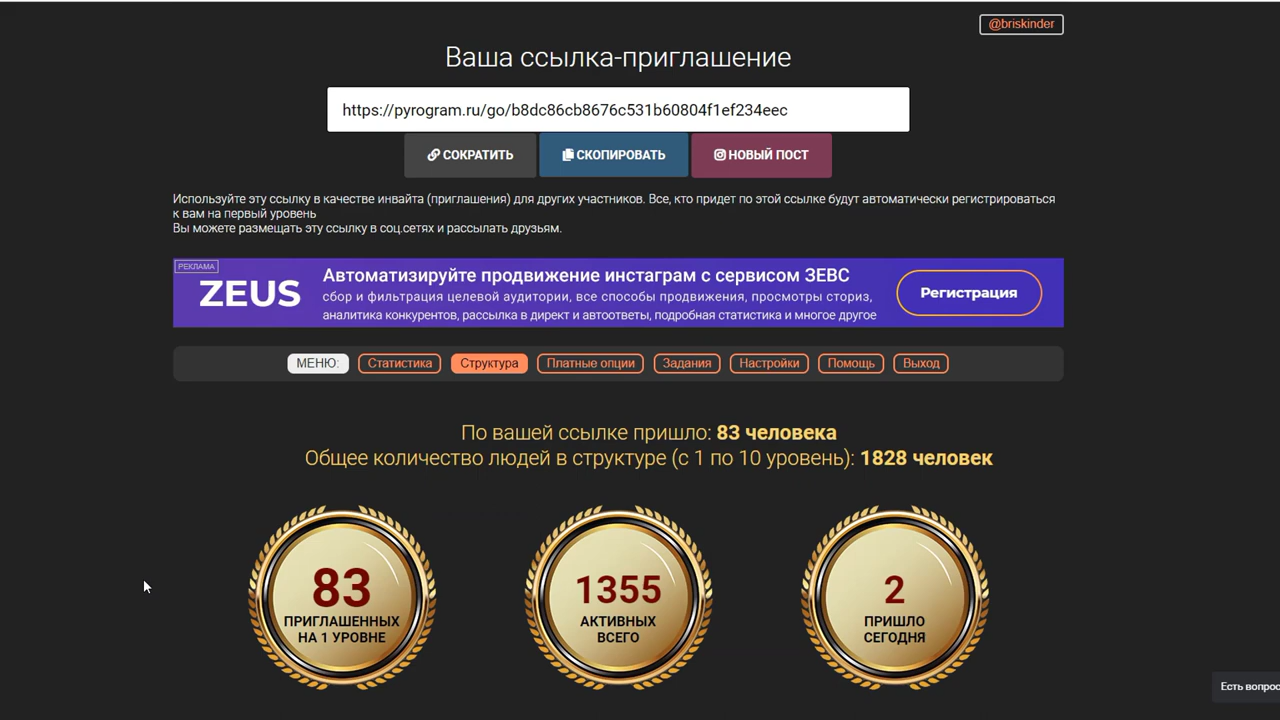 @briskinder
Ваша ссылка-приглашение
https://pyrogram.ru/go/b8dc86cb8676c531b60804f1ef234eec
СОКРАТИТЬ СКОПИРОВАТЬ НОВЫЙ ПОСТ
Используйте эту ссылку в качестве инвайта (приглашения) для других участников. Все, кто придет по этой ссылке будут автоматически регистрироваться
к вам на первый уровень
Вы можете размещать эту ссылку в соц.сетях и рассылать друзьям.
РЕКЛАМА
ZEUS
Автоматизируйте продвижение инстаграм с сервисом ЗЕВС
сбор и фильтрация целевой аудитории, все способы продвижения, просмотры сториз,
аналитика конкурентов, рассылка в директ и автоответы, подробная статистика и многое другое
Регистрация
МЕНЮ: Статистика Структура Платные опции Задания Настройки Помощь Выход
По вашей ссылке пришло: 83 человека
Общее количество людей в структуре (с 1 по 10 уровень): 1828 человек
83
ПРИГЛАШЕННЫХ
НА 1 УРОВНЕ
1355
АКТИВНЫХ
ВСЕГО
2
ПРИШЛО
СЕГОДНЯ
Есть вопрос